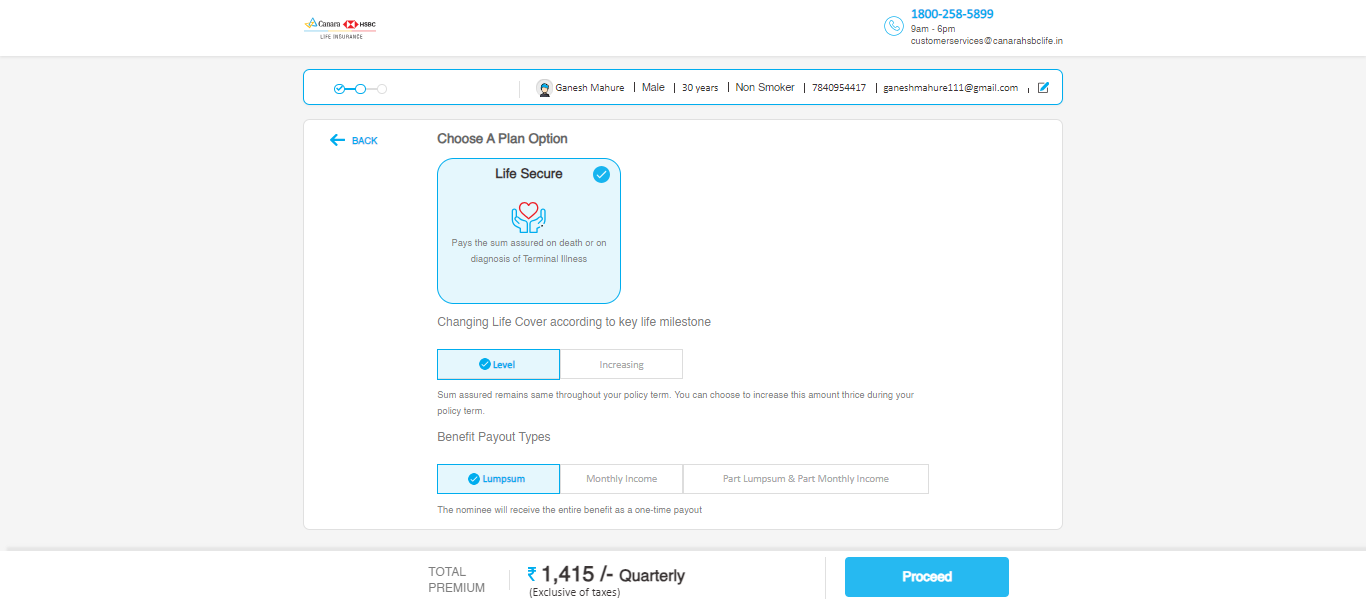 Canara HSBC
LIFE INSURANCE
1800-258-5899
9am - 6pm
customerservices@canarahsbclife.in
Ganesh Mahure | Male | 30 years | Non Smoker | 7840954417 | ganeshmahure111@gmail.com
BACK
Choose A Plan Option
Life Secure
Pays the sum assured on death or on
diagnosis of Terminal Illness
Changing Life Cover according to key life milestone
Level Increasing
Sum assured remains same throughout your policy term. You can choose to increase this amount thrice during your
policy term.
Benefit Payout Types
Lumpsum Monthly Income Part Lumpsum & Part Monthly Income
The nominee will receive the entire benefit as a one-time payout
TOTAL
PREMIUM
₹ 1,415 /- Quarterly
(Exclusive of taxes)
Proceed